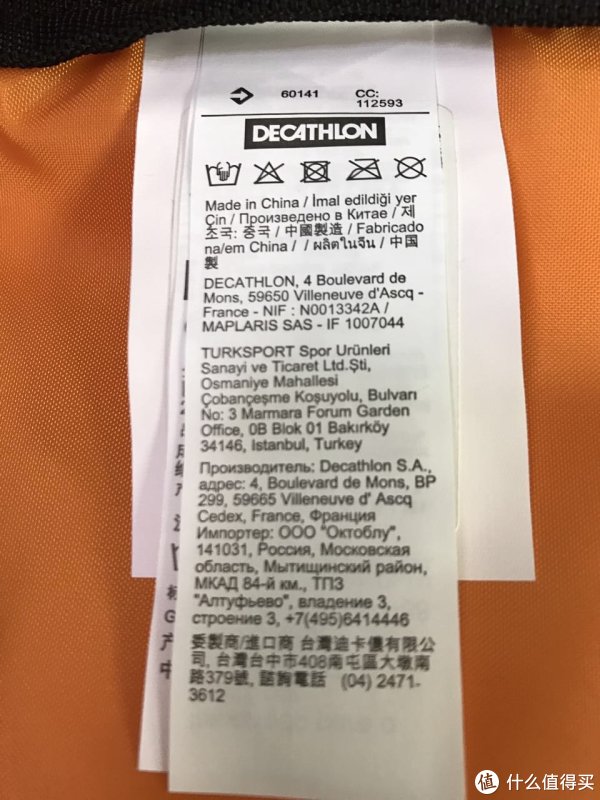 60141 CC:
112593
DECATHLON
Made in China / İmal edildiği yer
Çin / Произведено в Китае / 제
조국: 중국 / 中國製造 / Fabricado
na/em China / / ผลิตในจีน / 中国
製
DECATHLON, 4 Boulevard de
Mons, 59650 Villeneuve d'Ascq -
France - NIF : N0013342A /
MAPLARIS SAS - IF 1007044
TURKSPORT Spor Urünleri
Sanayi ve Ticaret Ltd.Şti,
Osmaniye Mahallesi
Çobançeşme Koşuyolu, Bulvarı
No: 3 Marmara Forum Garden
Office, 0B Blok 01 Bakırköy
34146, Istanbul, Turkey
Производитель: Decathlon S.A.,
адрес: 4, Boulevard de Mons, BP
299, 59665 Villeneuve d' Ascq
Cedex, France, Франция
Импортер: ООО "Октоблу",
141031, Россия, Московская
область, Мытищинский район,
МКАД 84-й км., ТПЗ
"Алтуфьево", владение 3,
строение 3, +7(495)6414446
委製商/進口商 台灣迪卡儂有限公
司, 台灣台中市408南屯區大墩南
路379號, 諮詢電話 (04) 2471-
3612
值 什么值得买